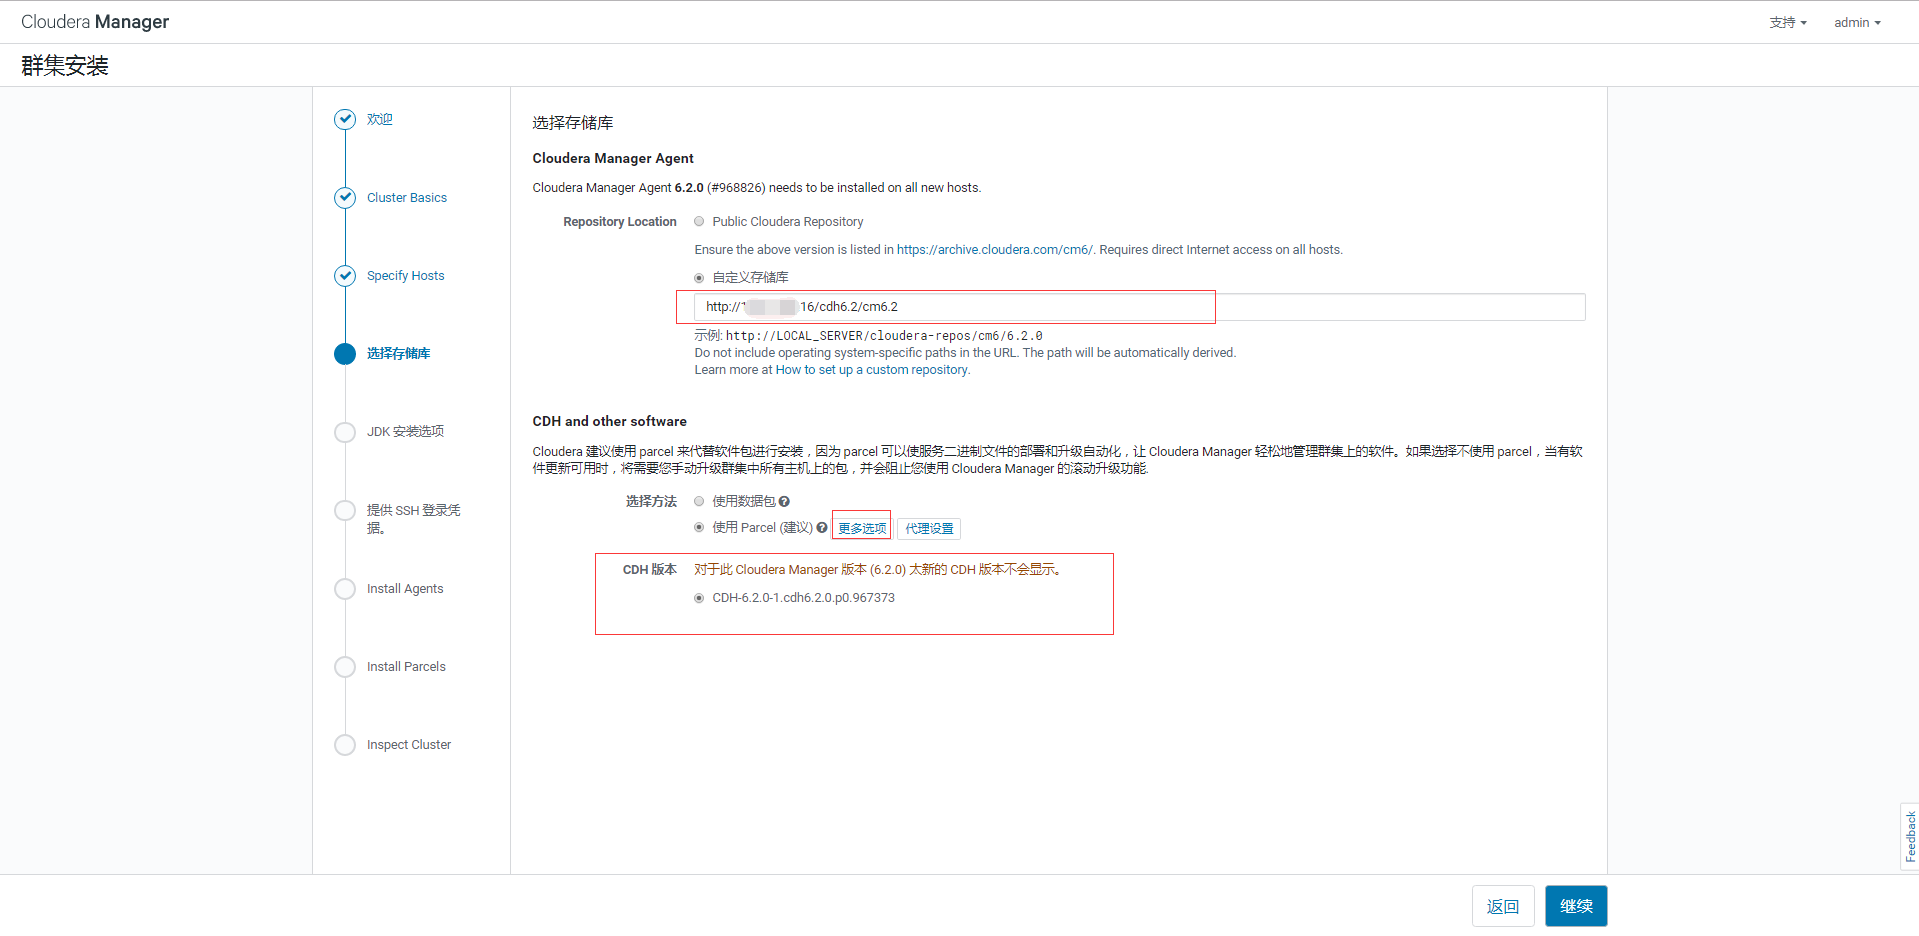 Cloudera Manager
支持 admin
群集安装
欢迎
Cluster Basics
Specify Hosts
选择存储库
JDK 安装选项
提供 SSH 登录凭
据。
Install Agents
Install Parcels
Inspect Cluster
选择存储库
Cloudera Manager Agent
Cloudera Manager Agent 6.2.0 (#968826) needs to be installed on all new hosts.
Repository Location Public Cloudera Repository
Ensure the above version is listed in https://archive.cloudera.com/cm6/. Requires direct Internet access on all hosts.
自定义存储库
http:// 16/cdh6.2/cm6.2
示例: http://LOCAL_SERVER/cloudera-repos/cm6/6.2.0
Do not include operating system-specific paths in the URL. The path will be automatically derived.
Learn more at How to set up a custom repository.
CDH and other software
Cloudera 建议使用 parcel 来代替软件包进行安装，因为 parcel 可以使服务二进制文件的部署和升级自动化，让 Cloudera Manager 轻松地管理群集上的软件。如果选择不使用 parcel，当有软
件更新可用时，将需要您手动升级群集中所有主机上的包，并会阻止您使用 Cloudera Manager 的滚动升级功能.
选择方法 使用数据包
使用 Parcel (建议) 更多选项 代理设置
CDH 版本 对于此 Cloudera Manager 版本 (6.2.0) 太新的 CDH 版本不会显示。
CDH-6.2.0-1.cdh6.2.0.p0.967373
Feedback
返回 继续